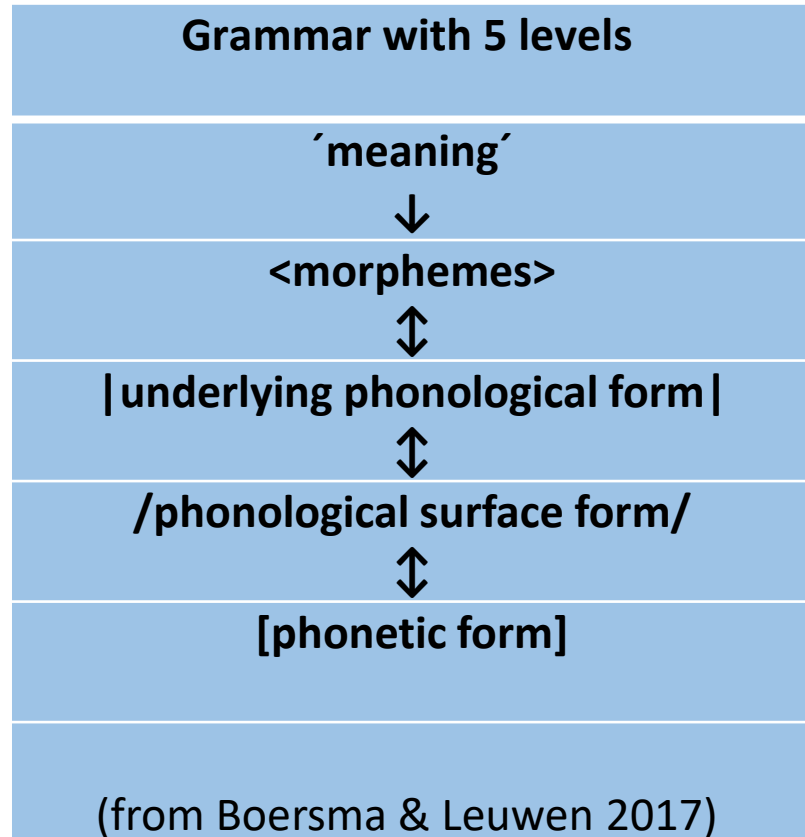 Grammar with 5 levels
´meaning´
↓
<morphemes>
↕
|underlying phonological form|
↕
/phonological surface form/
↕
[phonetic form]
(from Boersma & Leuwen 2017)